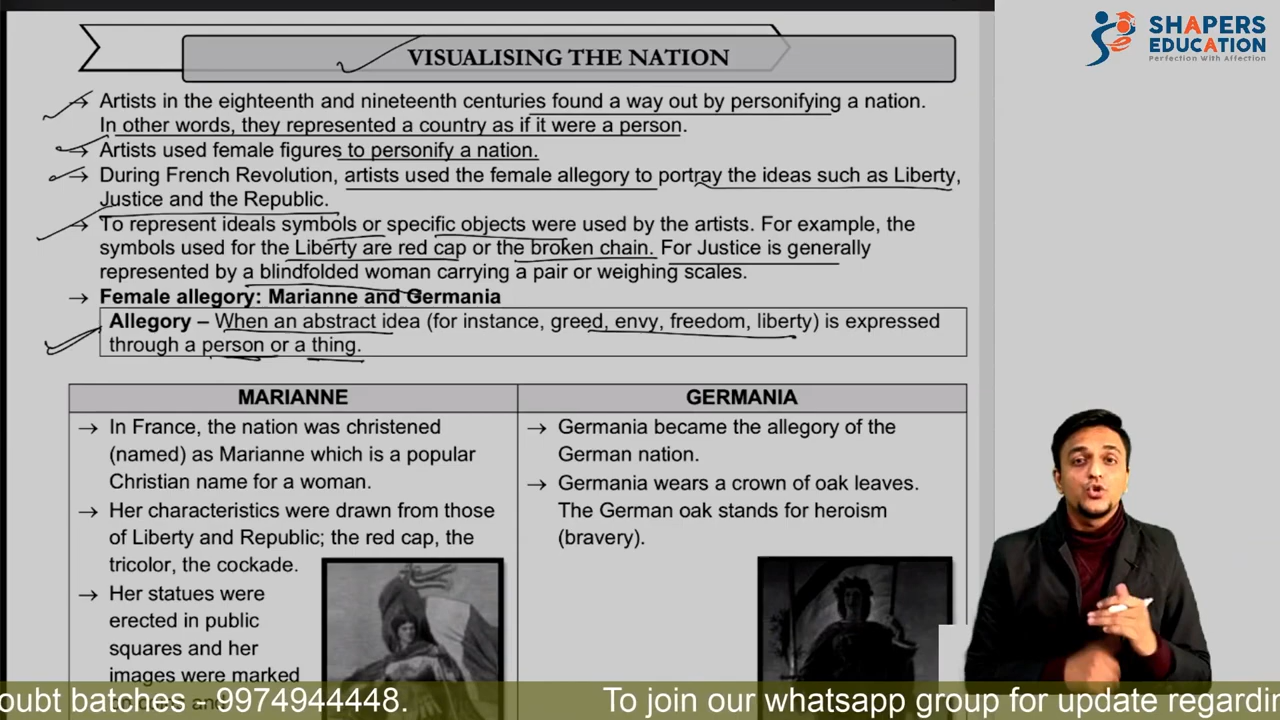 SHAPERS
EDUCATION
Perfection With Affection
VISUALISING THE NATION
→ Artists in the eighteenth and nineteenth centuries found a way out by personifying a nation.
In other words, they represented a country as if it were a person.
→ Artists used female figures to personify a nation.
→ During French Revolution, artists used the female allegory to portray the ideas such as Liberty,
Justice and the Republic.
→ To represent ideals symbols or specific objects were used by the artists. For example, the
symbols used for the Liberty are red cap or the broken chain. For Justice is generally
represented by a blindfolded woman carrying a pair or weighing scales.
→ Female allegory: Marianne and Germania
Allegory – When an abstract idea (for instance, greed, envy, freedom, liberty) is expressed
through a person or a thing.
MARIANNE
→ In France, the nation was christened
(named) as Marianne which is a popular
Christian name for a woman.
→ Her characteristics were drawn from those
of Liberty and Republic; the red cap, the
tricolor, the cockade.
→ Her statues were
erected in public
squares and her
images were marked
GERMANIA
→ Germania became the allegory of the
German nation.
→ Germania wears a crown of oak leaves.
The German oak stands for heroism
(bravery).
oubt batches - 9974944448. To join our whatsapp group for update regardin